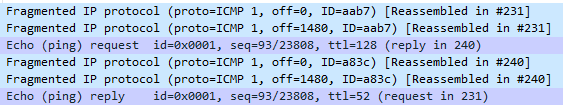 Fragmented IP protocol (proto=ICMP 1, off=0, ID=aab7) [Reassembled in #231]
Fragmented IP protocol (proto=ICMP 1, off=1480, ID=aab7) [Reassembled in #231]
Echo (ping) request  id=0x0001, seq=93/23808, ttl=128 (reply in 240)
Fragmented IP protocol (proto=ICMP 1, off=0, ID=a83c) [Reassembled in #240]
Fragmented IP protocol (proto=ICMP 1, off=1480, ID=a83c) [Reassembled in #240]
Echo (ping) reply    id=0x0001, seq=93/23808, ttl=52 (request in 231)